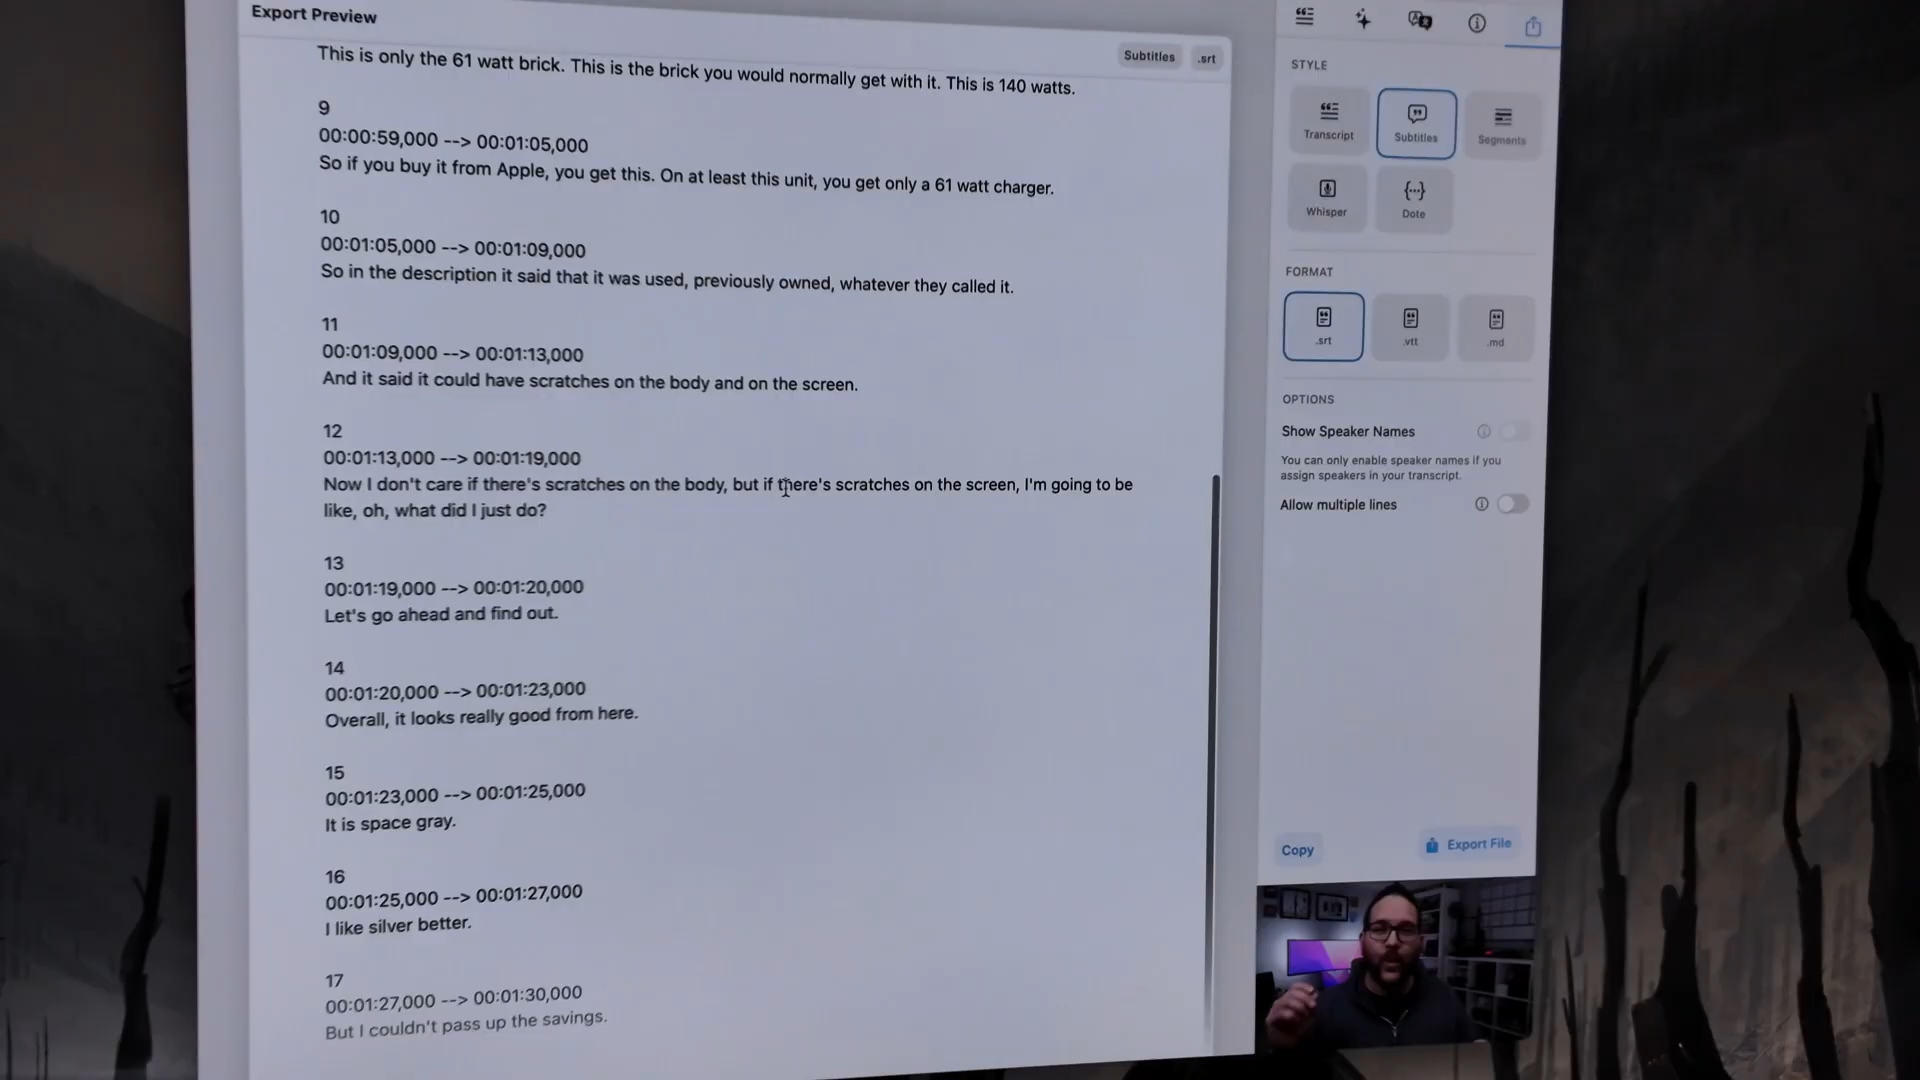 Export Preview
Subtitles
.srt
This is only the 61 watt brick. This is the brick you would normally get with it. This is 140 watts.
9
00:00:59,000 --> 00:01:05,000
So if you buy it from Apple, you get this. On at least this unit, you get only a 61 watt charger.
10
00:01:05,000 --> 00:01:09,000
So in the description it said that it was used, previously owned, whatever they called it.
11
00:01:09,000 --> 00:01:13,000
And it said it could have scratches on the body and on the screen.
12
00:01:13,000 --> 00:01:19,000
Now I don't care if there's scratches on the body, but if there's scratches on the screen, I'm going to be
like, oh, what did I just do?
13
00:01:19,000 --> 00:01:20,000
Let's go ahead and find out.
14
00:01:20,000 --> 00:01:23,000
Overall, it looks really good from here.
15
00:01:23,000 --> 00:01:25,000
It is space gray.
16
00:01:25,000 --> 00:01:27,000
I like silver better.
17
00:01:27,000 --> 00:01:30,000
But I couldn't pass up the savings.
STYLE
Transcript
Subtitles
Segments
Whisper
Dote
FORMAT
.srt
.vtt
.md
OPTIONS
Show Speaker Names
You can only enable speaker names if you
assign speakers in your transcript.
Allow multiple lines
Copy
Export File